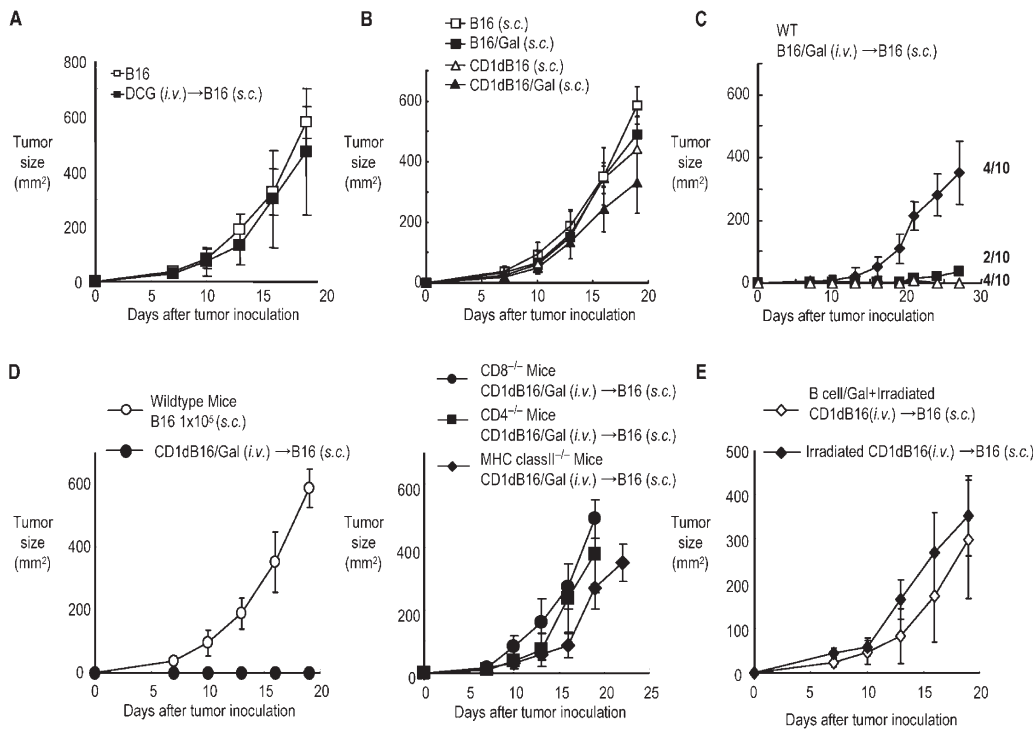 A
B16
DCG (i.v.)→B16 (s.c.)
800
600
400
200
0
Tumor
size
(mm²)
0 5 10 15 20
Days after tumor inoculation
B
B16 (s.c.)
B16/Gal (s.c.)
CD1dB16 (s.c.)
CD1dB16/Gal (s.c.)
600
400
200
0
Tumor
size
(mm²)
0 5 10 15 20
Days after tumor inoculation
C
WT
B16/Gal (i.v.) →B16 (s.c.)
600
400
200
0
Tumor
size
(mm²)
4/10
2/10
4/10
0 10 20 30
Days after tumor inoculation
D
Wildtype Mice
B16 1x10⁵ (s.c.)
CD1dB16/Gal (i.v.) →B16 (s.c.)
600
400
200
0
Tumor
size
(mm²)
0 5 10 15 20
Days after tumor inoculation
CD8⁻/⁻ Mice
CD1dB16/Gal (i.v.) →B16 (s.c.)
CD4⁻/⁻ Mice
CD1dB16/Gal (i.v.) →B16 (s.c.)
MHC classII⁻/⁻ Mice
CD1dB16/Gal (i.v.) →B16 (s.c.)
600
400
200
0
Tumor
size
(mm²)
0 5 10 15 20 25
Days after tumor inoculation
E
B cell/Gal+Irradiated
CD1dB16(i.v.) →B16 (s.c.)
Irradiated CD1dB16(i.v.) →B16 (s.c.)
500
400
300
200
100
0
Tumor
size
(mm²)
0 5 10 15 20
Days after tumor inoculation